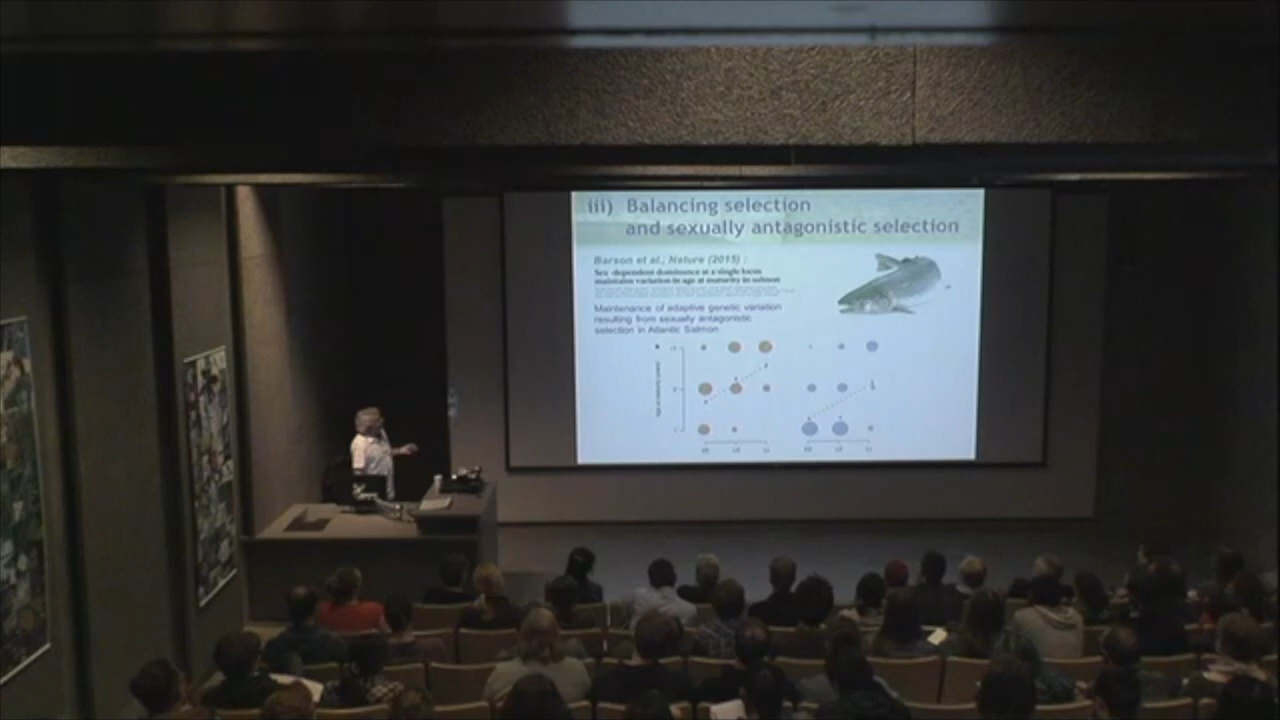 iii) Balancing selection
and sexually antagonistic selection
Barson et al., Nature (2015) :
Sex-dependent dominance at a single locus
maintains variation in age at maturity in salmon
Maintenance of adaptive genetic variation
resulting from sexually antagonistic
selection in Atlantic Salmon